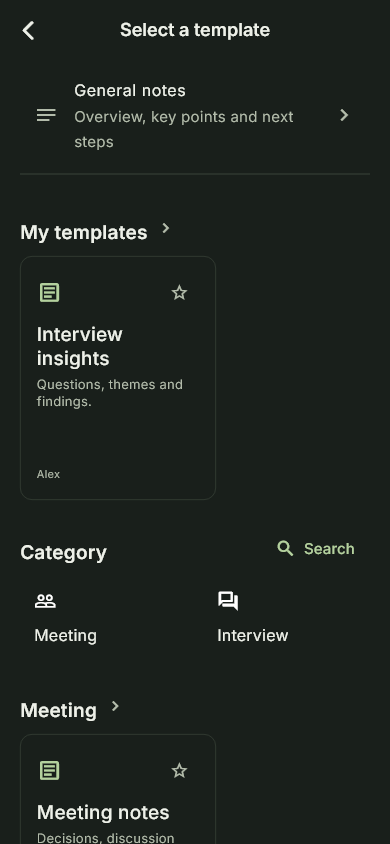 Select a template
General notes
Overview, key points and next
steps
My templates
Interview
insights
Questions, themes and
findings.
Alex
Category
Search
Meeting
Interview
Meeting
Meeting notes
Decisions, discussion